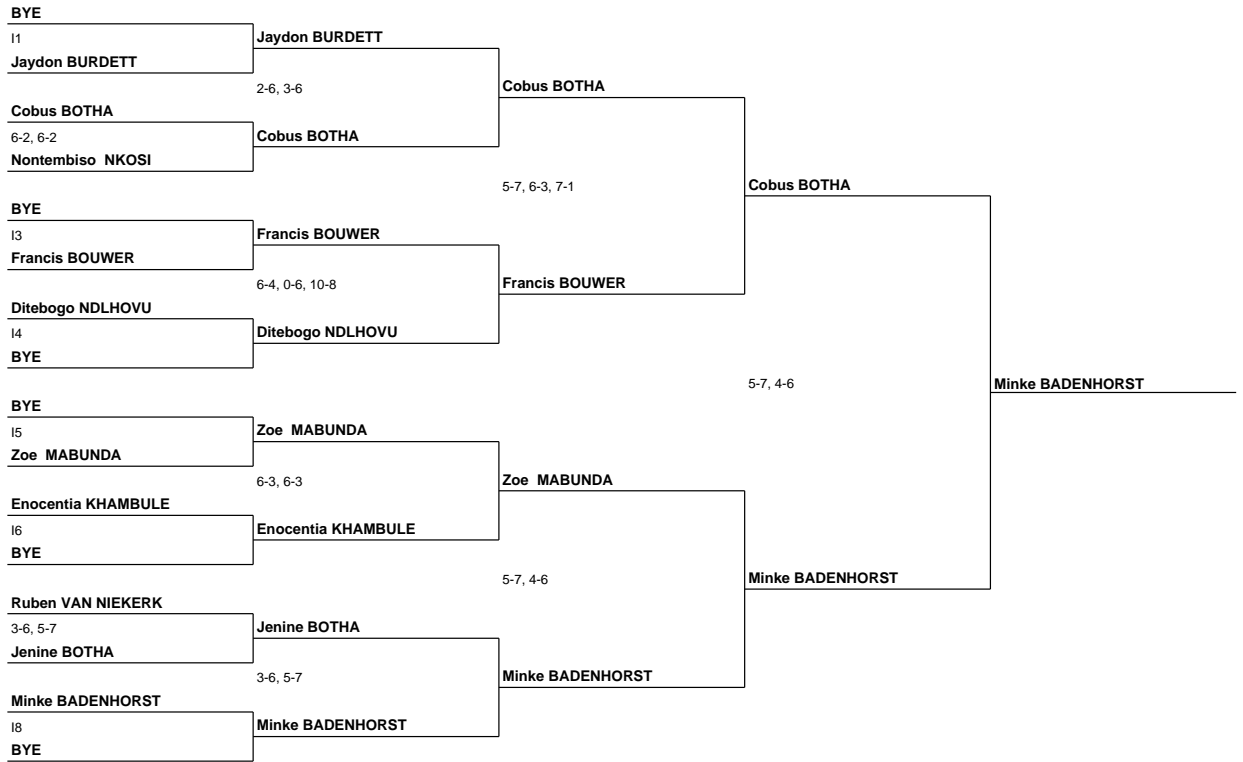 BYE
I1
Jaydon BURDETT
Jaydon BURDETT
2-6, 3-6
Cobus BOTHA
Cobus BOTHA
6-2, 6-2
Cobus BOTHA
Nontembiso NKOSI
5-7, 6-3, 7-1
Cobus BOTHA
BYE
I3
Francis BOUWER
Francis BOUWER
6-4, 0-6, 10-8
Francis BOUWER
Ditebogo NDLHOVU
I4
Ditebogo NDLHOVU
BYE
5-7, 4-6
Minke BADENHORST
BYE
I5
Zoe MABUNDA
Zoe MABUNDA
6-3, 6-3
Zoe MABUNDA
Enocentia KHAMBULE
I6
Enocentia KHAMBULE
BYE
5-7, 4-6
Minke BADENHORST
Ruben VAN NIEKERK
3-6, 5-7
Jenine BOTHA
Jenine BOTHA
3-6, 5-7
Minke BADENHORST
Minke BADENHORST
I8
Minke BADENHORST
BYE